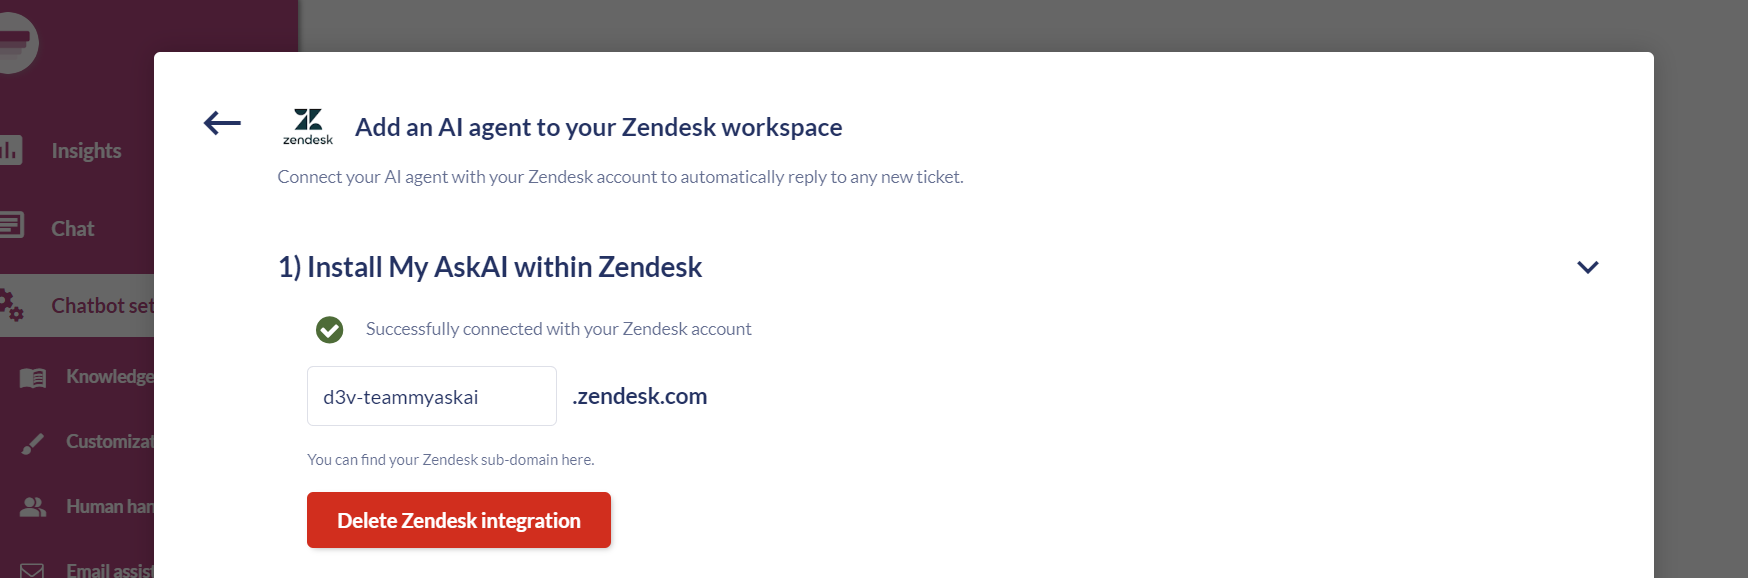 zendesk
Add an AI agent to your Zendesk workspace
Connect your AI agent with your Zendesk account to automatically reply to any new ticket.
Insights
Chat
1) Install My AskAI within Zendesk
Chatbot set
Successfully connected with your Zendesk account
Knowledge
d3v-teammyaskai
.zendesk.com
Customizat
You can find your Zendesk sub-domain here.
Human han
Delete Zendesk integration
Email assist